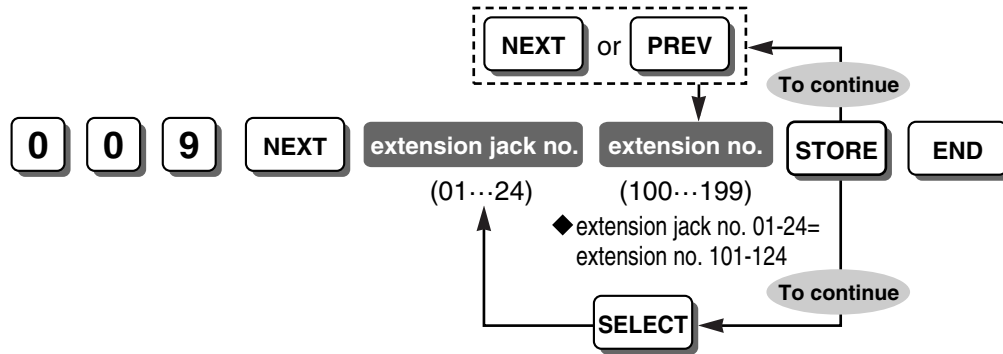 NEXT or PREV
To continue
0 0 9 NEXT extension jack no. extension no. STORE END
(01···24) (100···199)
◆extension jack no. 01-24=
extension no. 101-124
To continue
SELECT